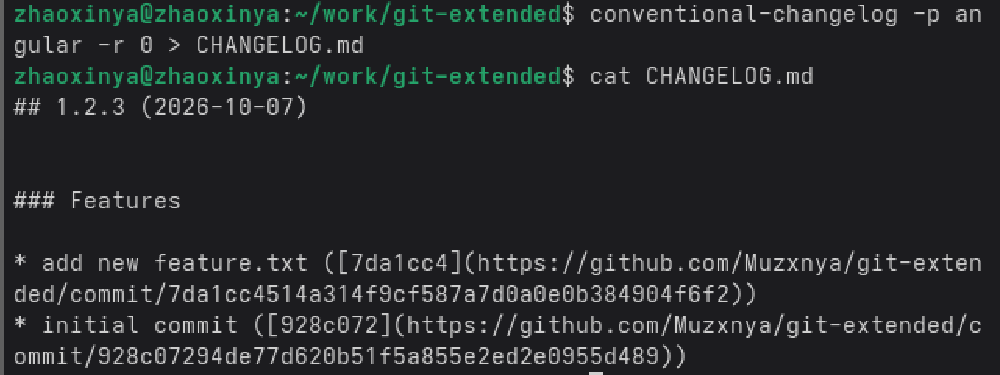 zhaoxinya@zhaoxinya:~/work/git-extended$ conventional-changelog -p an
gular -r 0 > CHANGELOG.md
zhaoxinya@zhaoxinya:~/work/git-extended$ cat CHANGELOG.md
## 1.2.3 (2026-10-07)
### Features
* add new feature.txt ([7da1cc4](https://github.com/Muzxnya/git-exten
ded/commit/7da1cc4514a314f9cf587a7d0a0e0b384904f6f2))
* initial commit ([928c072](https://github.com/Muzxnya/git-extended/c
ommit/928c07294de77d620b51f5a855e2ed2e0955d489))